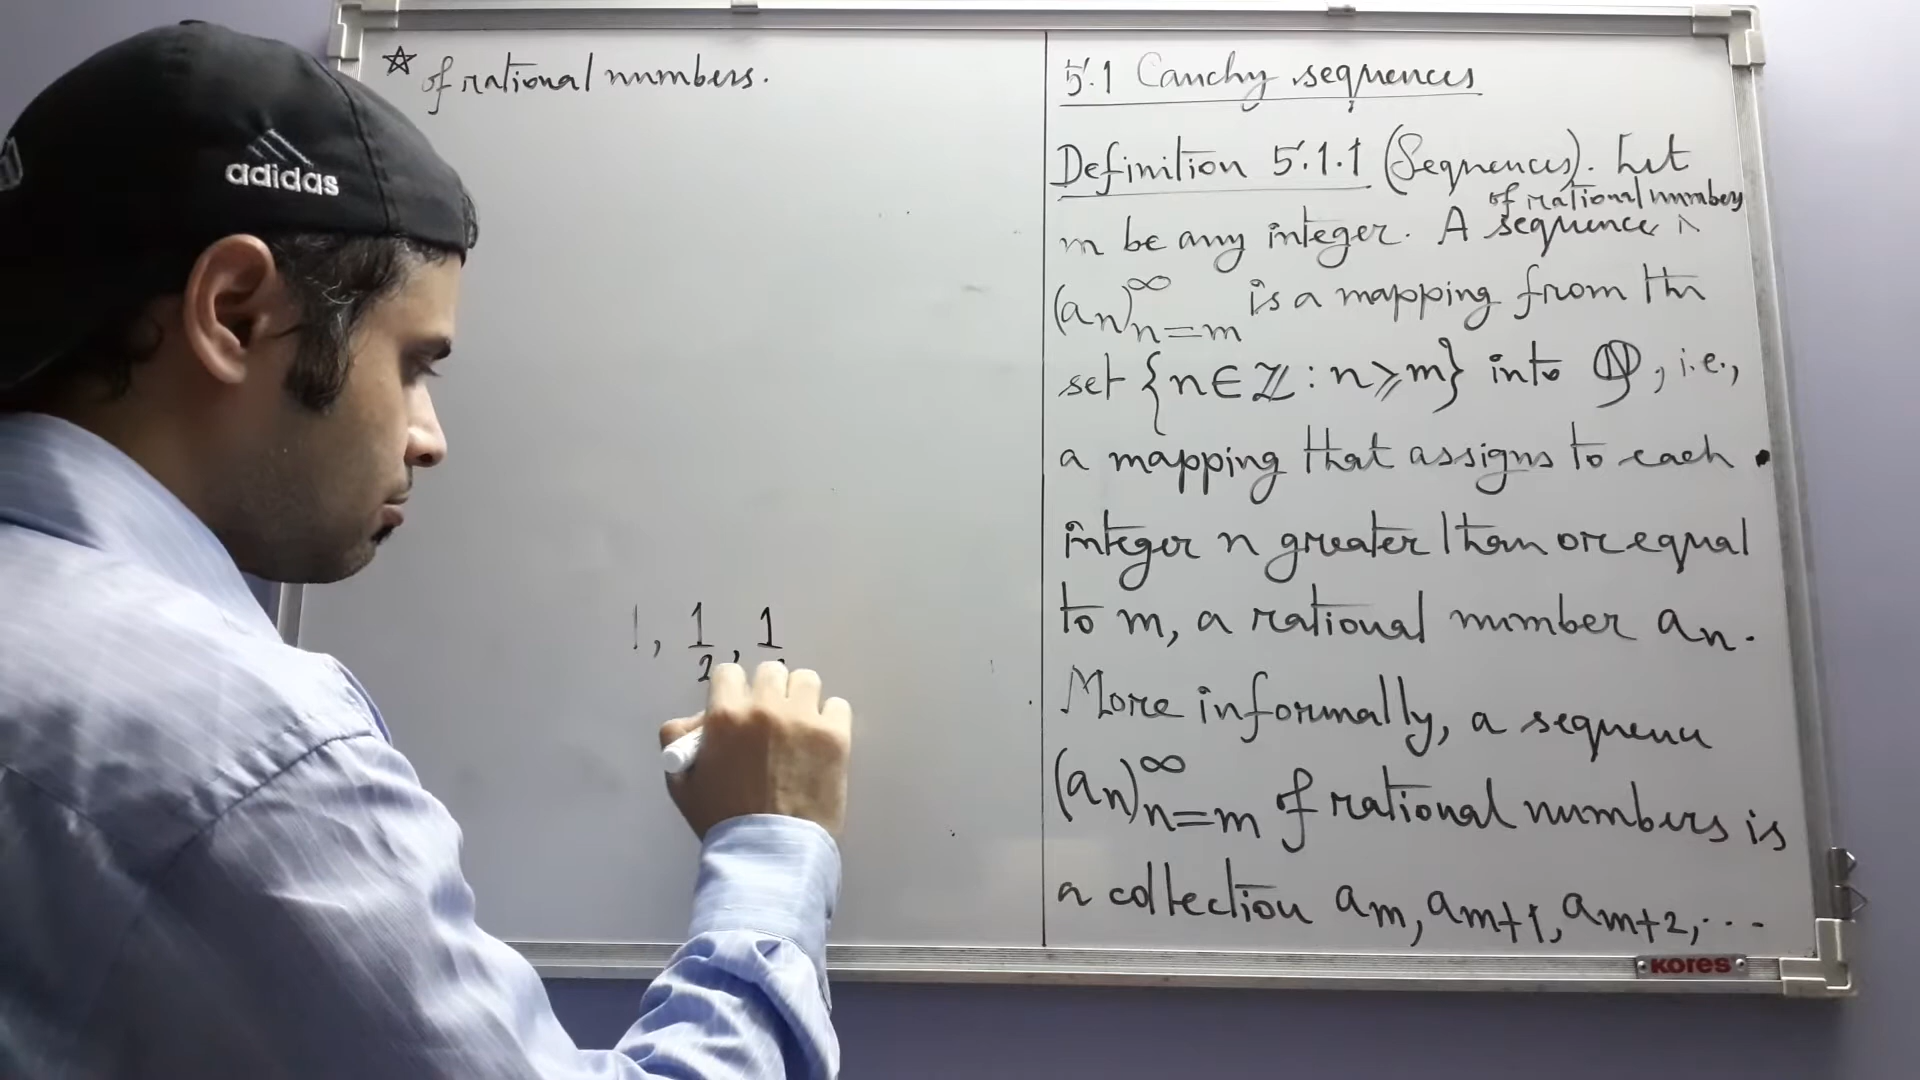 ☆ of rational numbers.
1, 1/2, 1
5.1 Cauchy sequences
Definition 5.1.1 (Sequences). Let
of rational numbers
m be any integer. A sequence ^
(an)∞n=m is a mapping from the
set {n∈ℤ : n⩾m} into ℚ, i.e.,
a mapping that assigns to each
integer n greater than or equal
to m, a rational number an.
More informally, a sequence
(an)∞n=m of rational numbers is
a collection am, am+1, am+2, ...
adidas
KORES